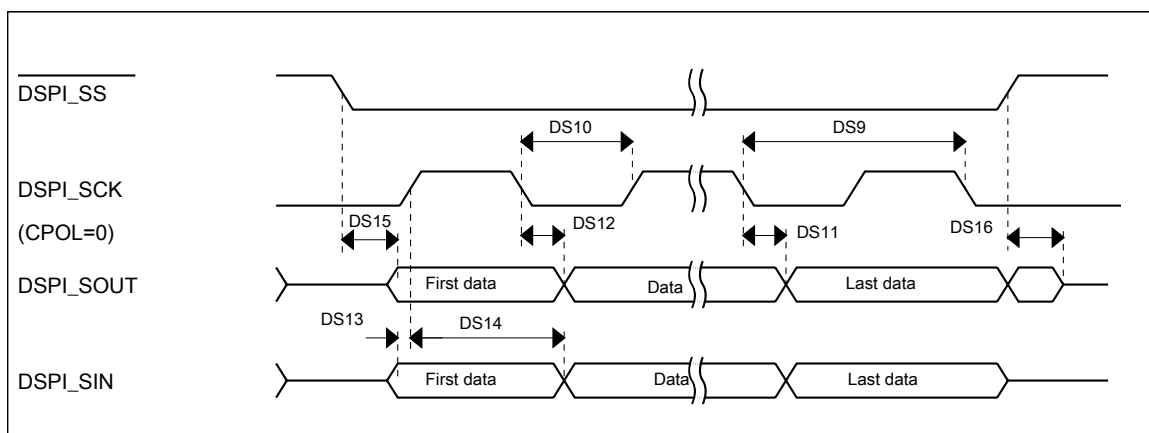 DSPI_SS
DS10
DS9
DSPI_SCK
DS15
DS12
DS11
DS16
(CPOL=0)
DSPI_SOUT
First data
Data
Last data
DS13
DS14
DSPI_SIN
First data
Data
Last data